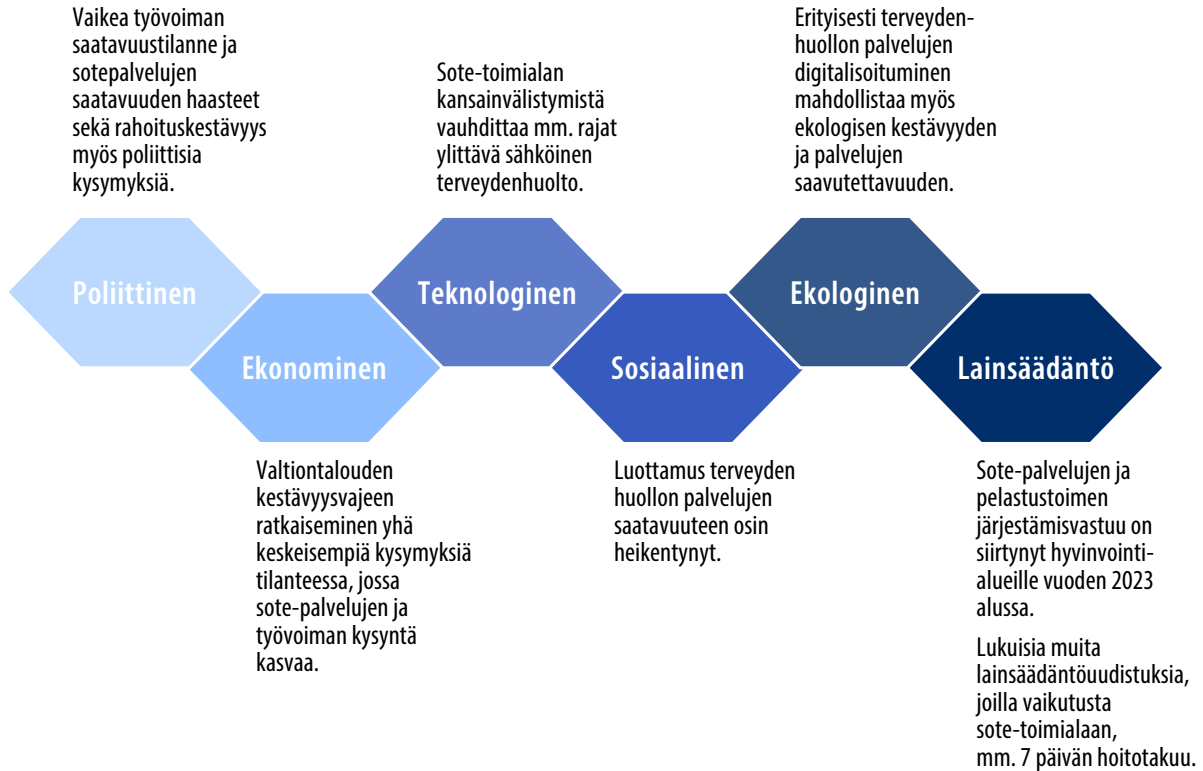 Vaikea työvoiman
saatavuustilanne ja
sotepalvelujen
saatavuuden haasteet
sekä rahoituskestävyys
myös poliittisia
kysymyksiä.
Sote-toimialan
kansainvälistymistä
vauhdittaa mm. rajat
ylittävä sähköinen
terveydenhuolto.
Erityisesti terveyden-
huollon palvelujen
digitalisoituminen
mahdollistaa myös
ekologisen kestävyyden
ja palvelujen
saavutettavuuden.
Poliittinen
Teknologinen
Ekologinen
Ekonominen
Sosiaalinen
Lainsäädäntö
Valtiontalouden
kestävyysvajeen
ratkaiseminen yhä
keskeisempiä kysymyksiä
tilanteessa, jossa
sote-palvelujen ja
työvoiman kysyntä
kasvaa.
Luottamus terveyden
huollon palvelujen
saatavuuteen osin
heikentynyt.
Sote-palvelujen ja
pelastustoimen
järjestämisvastuu on
siirtynyt hyvinvointi-
alueille vuoden 2023
alussa.
Lukuisia muita
lainsäädäntöuudistuksia,
joilla vaikutusta
sote-toimialaan,
mm. 7 päivän hoitotakuu.